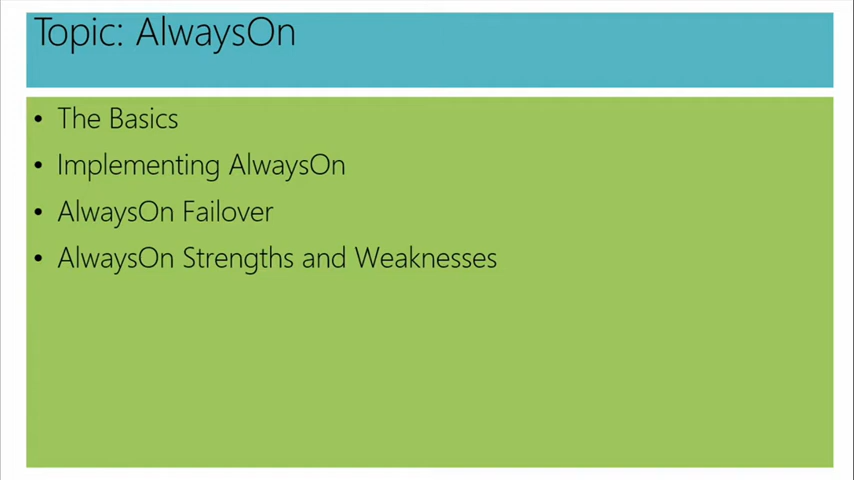 Topic: AlwaysOn
• The Basics
• Implementing AlwaysOn
• AlwaysOn Failover
• AlwaysOn Strengths and Weaknesses